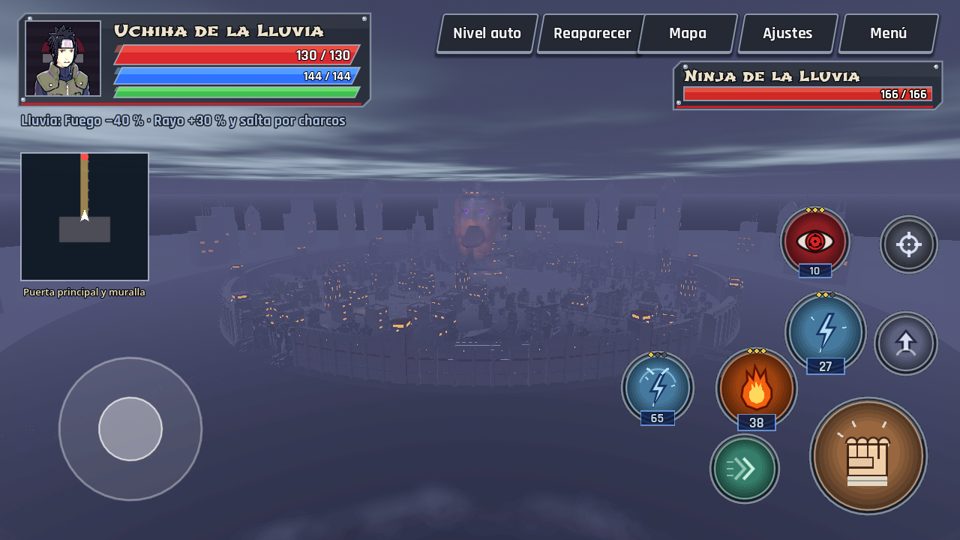 Uchiha de la Lluvia
130 / 130
144 / 144
Lluvia: Fuego −40 % · Rayo +30 % y salta por charcos
Nivel auto
Reaparecer
Mapa
Ajustes
Menú
Ninja de la Lluvia
166 / 166
Puerta principal y muralla
10
27
65
38